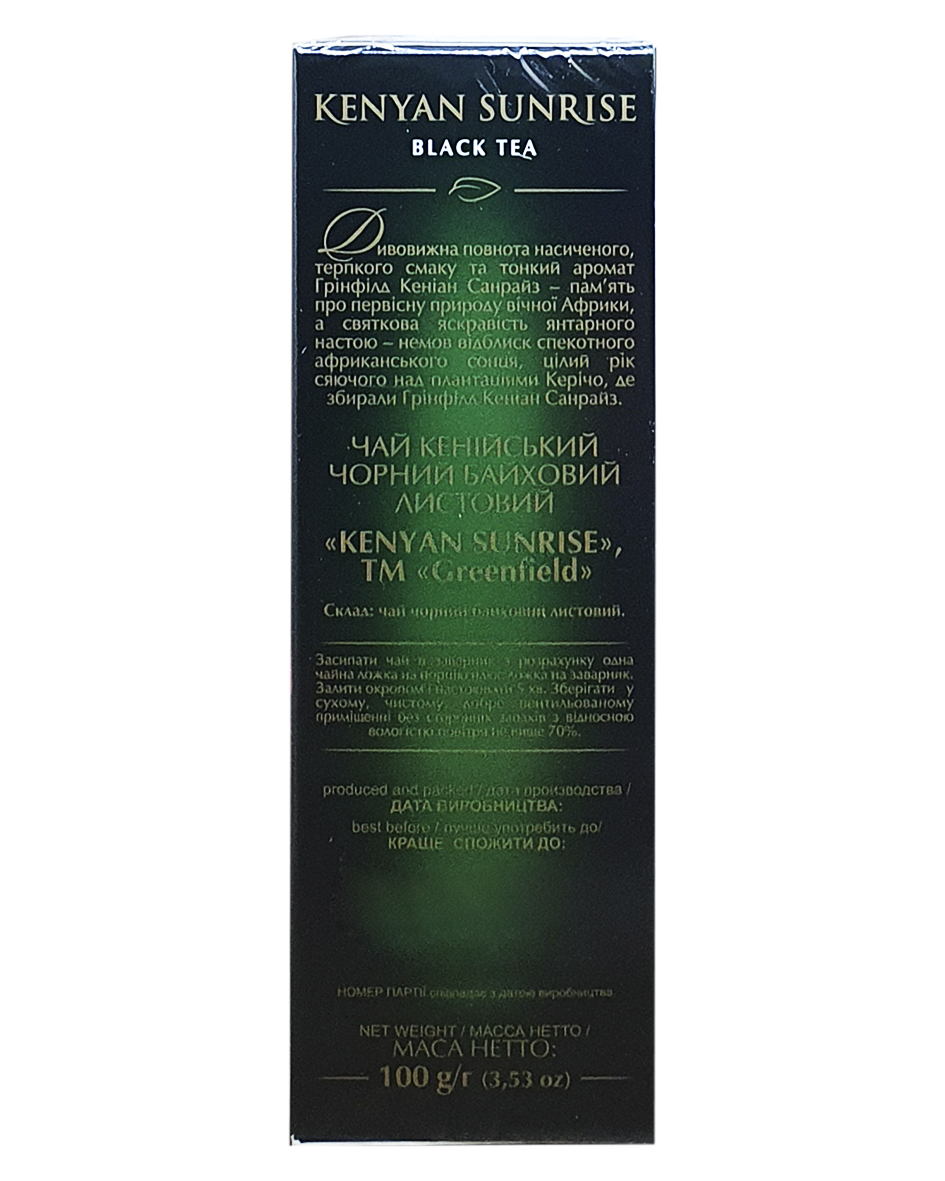 KENYAN SUNRISE
BLACK TEA
Дивовижна повнота насиченого,
терпкого смаку та тонкий аромат
Грінфілд Кеніан Санрайз – пам'ять
про первісну природу вічної Африки,
а святкова яскравість янтарного
настою – немов відблиск спекотного
африканського сонця, цілий рік
сяючого над плантаціями Керічо, де
збирали Грінфілд Кеніан Санрайз.
ЧАЙ КЕНІЙСЬКИЙ
ЧОРНИЙ БАЙХОВИЙ
ЛИСТОВИЙ
«KENYAN SUNRISE»,
ТМ «Greenfield»
Склад: чай чорний байховий листовий.
Засипати чай в заварник з розрахунку одна
чайна ложка на порцію плюс ложка на заварник.
Залити окропом і настоювати 5 хв. Зберігати у
сухому, чистому, добре вентильованому
приміщенні без сторонніх запахів з відносною
вологістю повітря не вище 70%.
produced and packed / дата производства /
ДАТА ВИРОБНИЦТВА:
best before / лучше употребить до/
КРАЩЕ СПОЖИТИ ДО:
НОМЕР ПАРТІЇ співпадає з датою виробництва.
NET WEIGHT / МАССА НЕТТО /
МАСА НЕТТО:
100 g/г (3,53 oz)